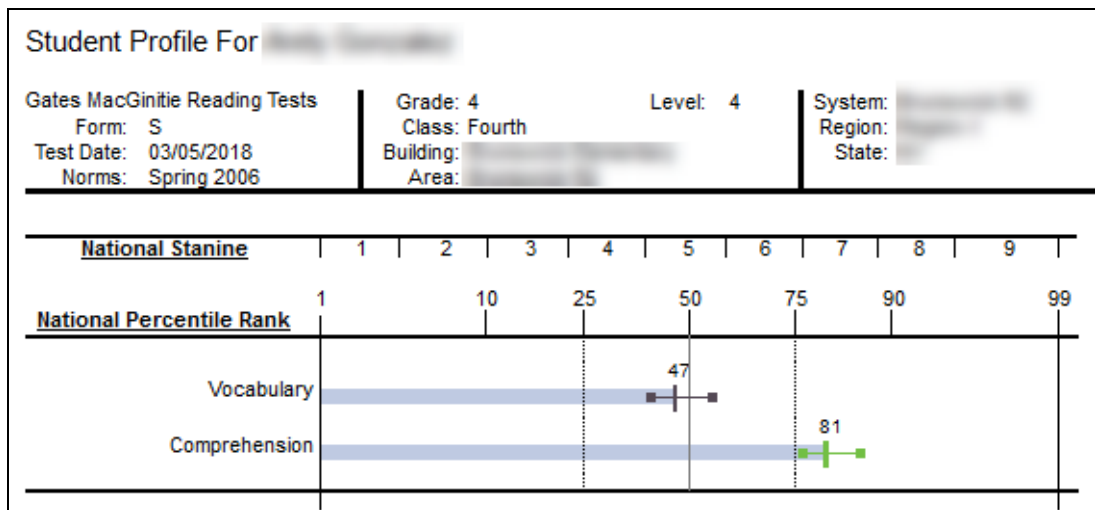 Student Profile For
Gates MacGinitie Reading Tests
Form: S
Test Date: 03/05/2018
Norms: Spring 2006
Grade: 4 Level: 4
Class: Fourth
Building:
Area:
System:
Region:
State:
National Stanine 1 2 3 4 5 6 7 8 9
1 10 25 50 75 90 99
National Percentile Rank
47
Vocabulary
81
Comprehension